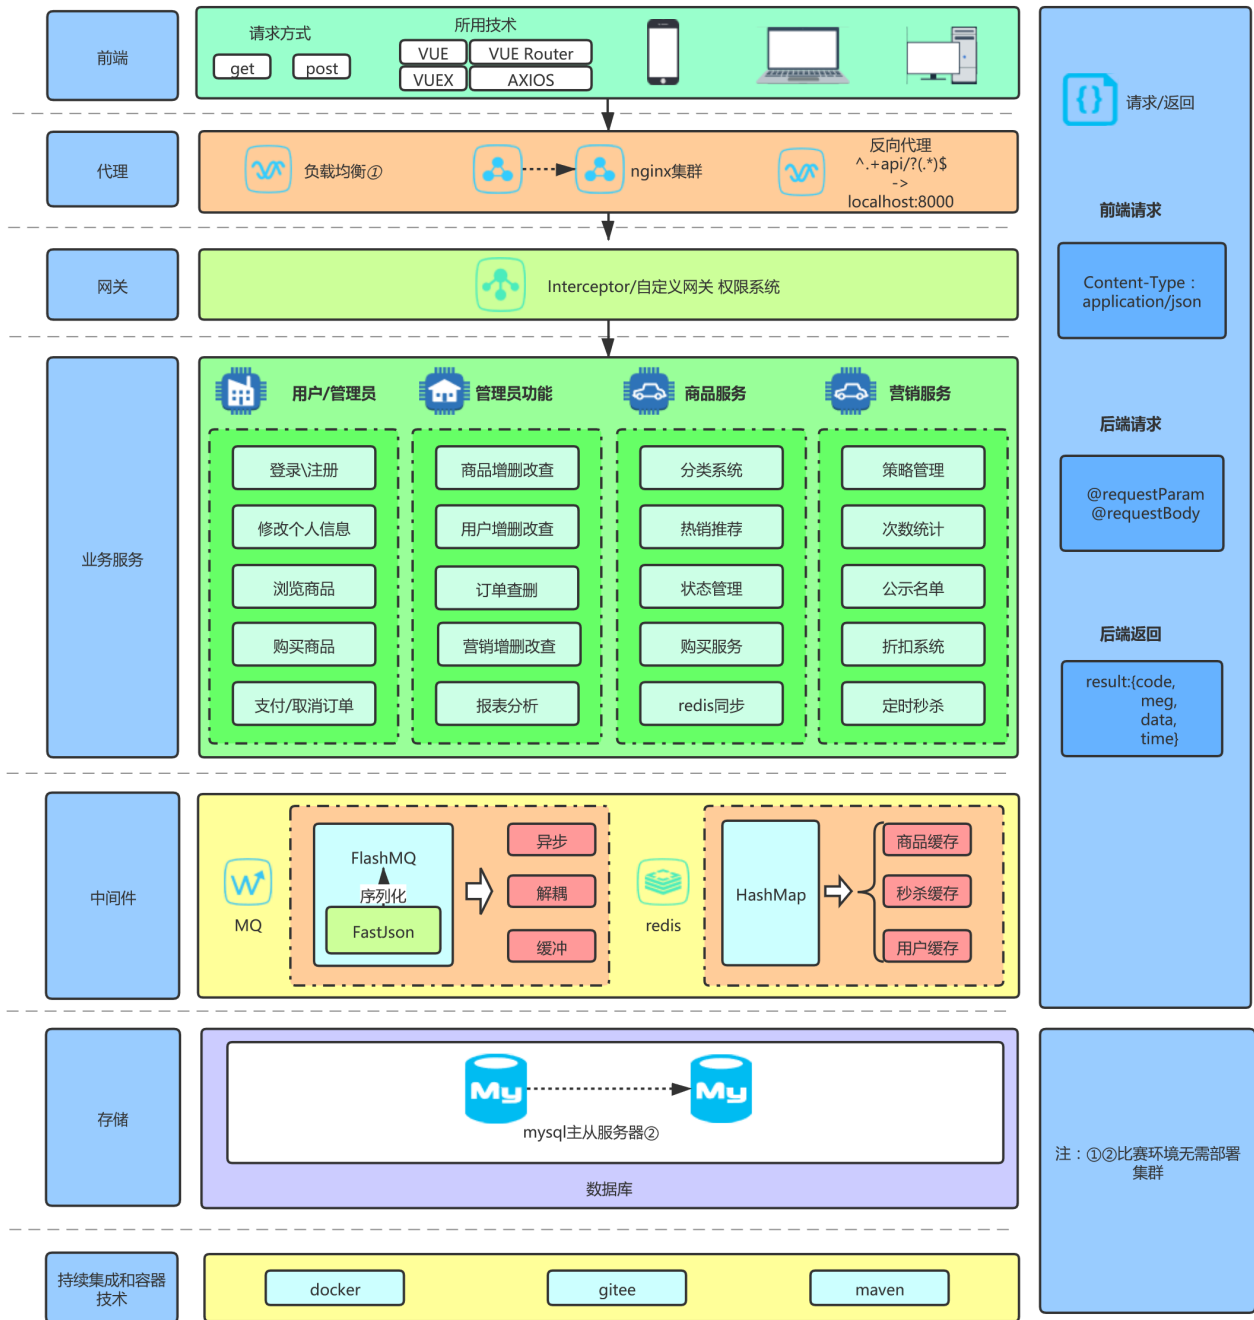 前端
请求方式
get
post
所用技术
VUE
VUE Router
VUEX
AXIOS
代理
负载均衡①
nginx集群
反向代理
^.+api/?(.*)$
->
localhost:8000
网关
Interceptor/自定义网关 权限系统
业务服务
用户/管理员
登录\注册
修改个人信息
浏览商品
购买商品
支付/取消订单
管理员功能
商品增删改查
用户增删改查
订单查删
营销增删改查
报表分析
商品服务
分类系统
热销推荐
状态管理
购买服务
redis同步
营销服务
策略管理
次数统计
公示名单
折扣系统
定时秒杀
中间件
MQ
FlashMQ
序列化
FastJson
异步
解耦
缓冲
redis
HashMap
商品缓存
秒杀缓存
用户缓存
存储
My
My
mysql主从服务器②
数据库
持续集成和容器
技术
docker
gitee
maven
{}
请求/返回
前端请求
Content-Type：
application/json
后端请求
@requestParam
@requestBody
后端返回
result:{code,
meg,
data,
time}
注：①②比赛环境无需部署
集群